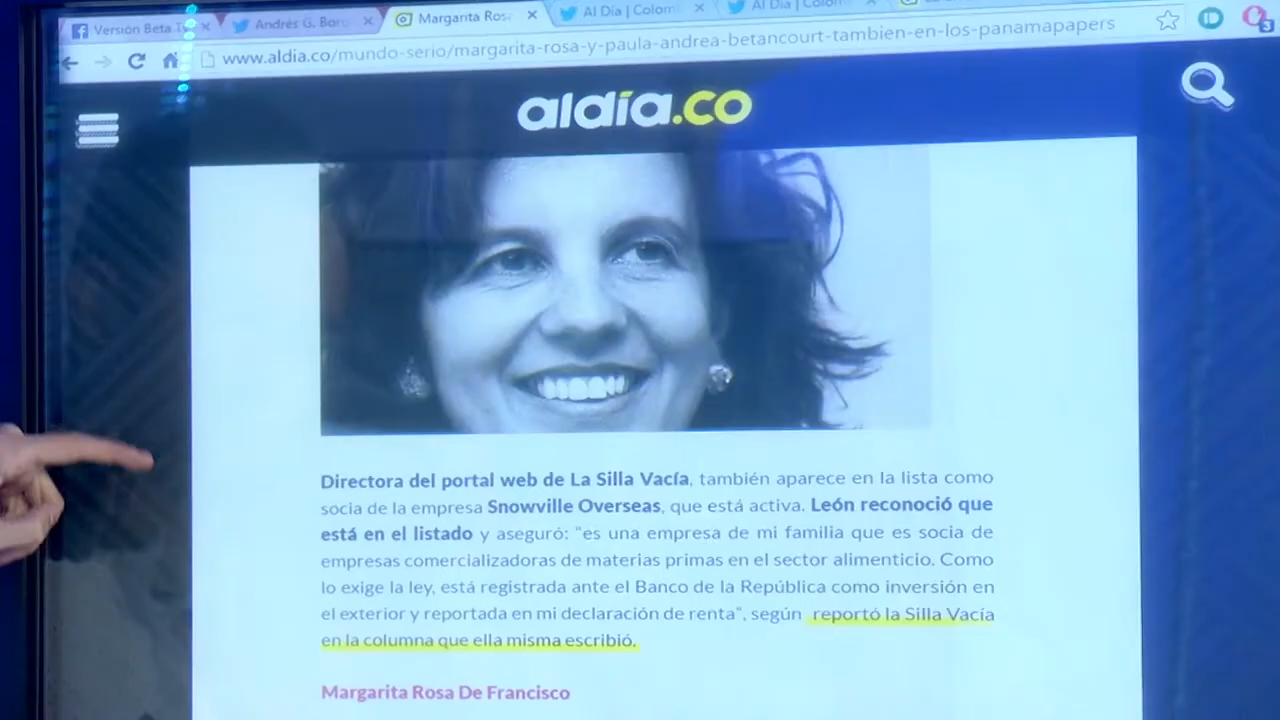 Versión Beta
Andrés G. Boro
Margarita Ros
Al Día | Colom
Al Día | Colom
www.aldia.co/mundo-serio/margarita-rosa-y-paula-andrea-betancourt-tambien-en-los-panamapapers
3
aldía.co
Directora del portal web de La Silla Vacía, también aparece en la lista como
socia de la empresa Snowville Overseas, que está activa. León reconoció que
está en el listado y aseguró: "es una empresa de mi familia que es socia de
empresas comercializadoras de materias primas en el sector alimenticio. Como
lo exige la ley, está registrada ante el Banco de la República como inversión en
el exterior y reportada en mi declaración de renta", según reportó la Silla Vacía
en la columna que ella misma escribió.
Margarita Rosa De Francisco